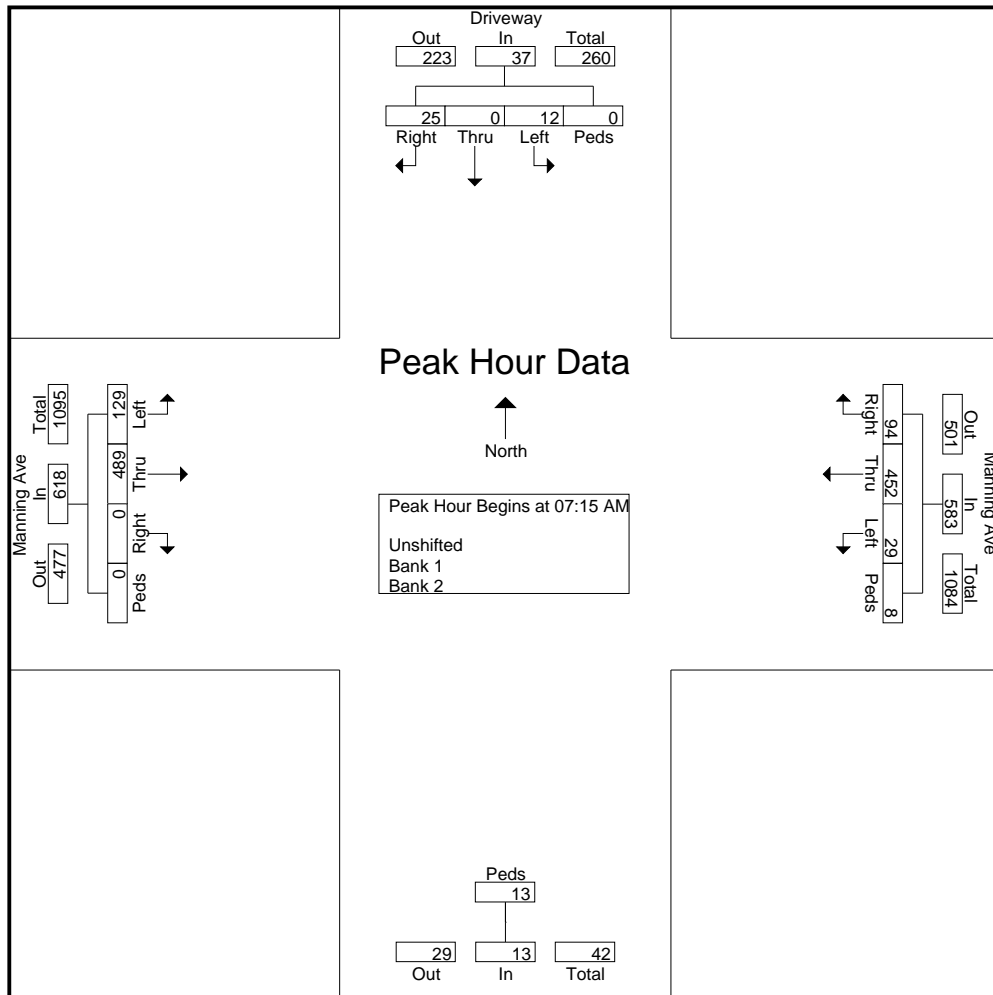 Driveway
Out In Total
223 37 260
25 0 12 0
Right Thru Left Peds
Peak Hour Data
North
Peak Hour Begins at 07:15 AM
Unshifted
Bank 1
Bank 2
Manning Ave
Total In Out
1095 618 477
129 489 0 0
Left Thru Right Peds
Manning Ave
Out In Total
501 583 1084
94 452 29 8
Right Thru Left Peds
Peds
13
29 13 42
Out In Total